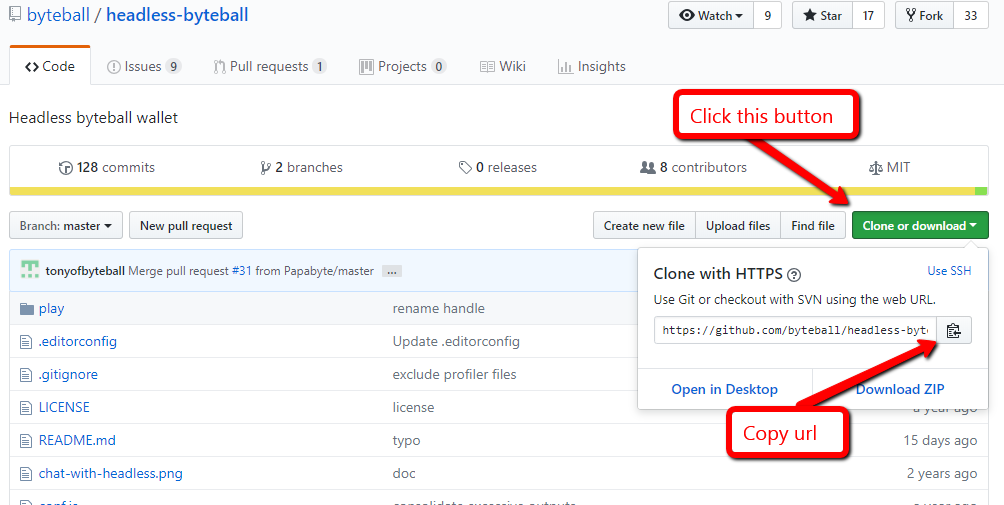 byteball / headless-byteball
Watch 9 Star 17 Fork 33
Code Issues 9 Pull requests 1 Projects 0 Wiki Insights
Click this button
Headless byteball wallet
128 commits 2 branches 0 releases 8 contributors MIT
Branch: master New pull request Create new file Upload files Find file Clone or download
tonyofbyteball Merge pull request #31 from Papabyte/master ...
Clone with HTTPS ? Use SSH
Use Git or checkout with SVN using the web URL.
https://github.com/byteball/headless-byte
Open in Desktop Download ZIP
Copy url
play rename handle
.editorconfig Update .editorconfig
.gitignore exclude profiler files
LICENSE license a year ago
README.md typo 15 days ago
chat-with-headless.png doc 2 years ago